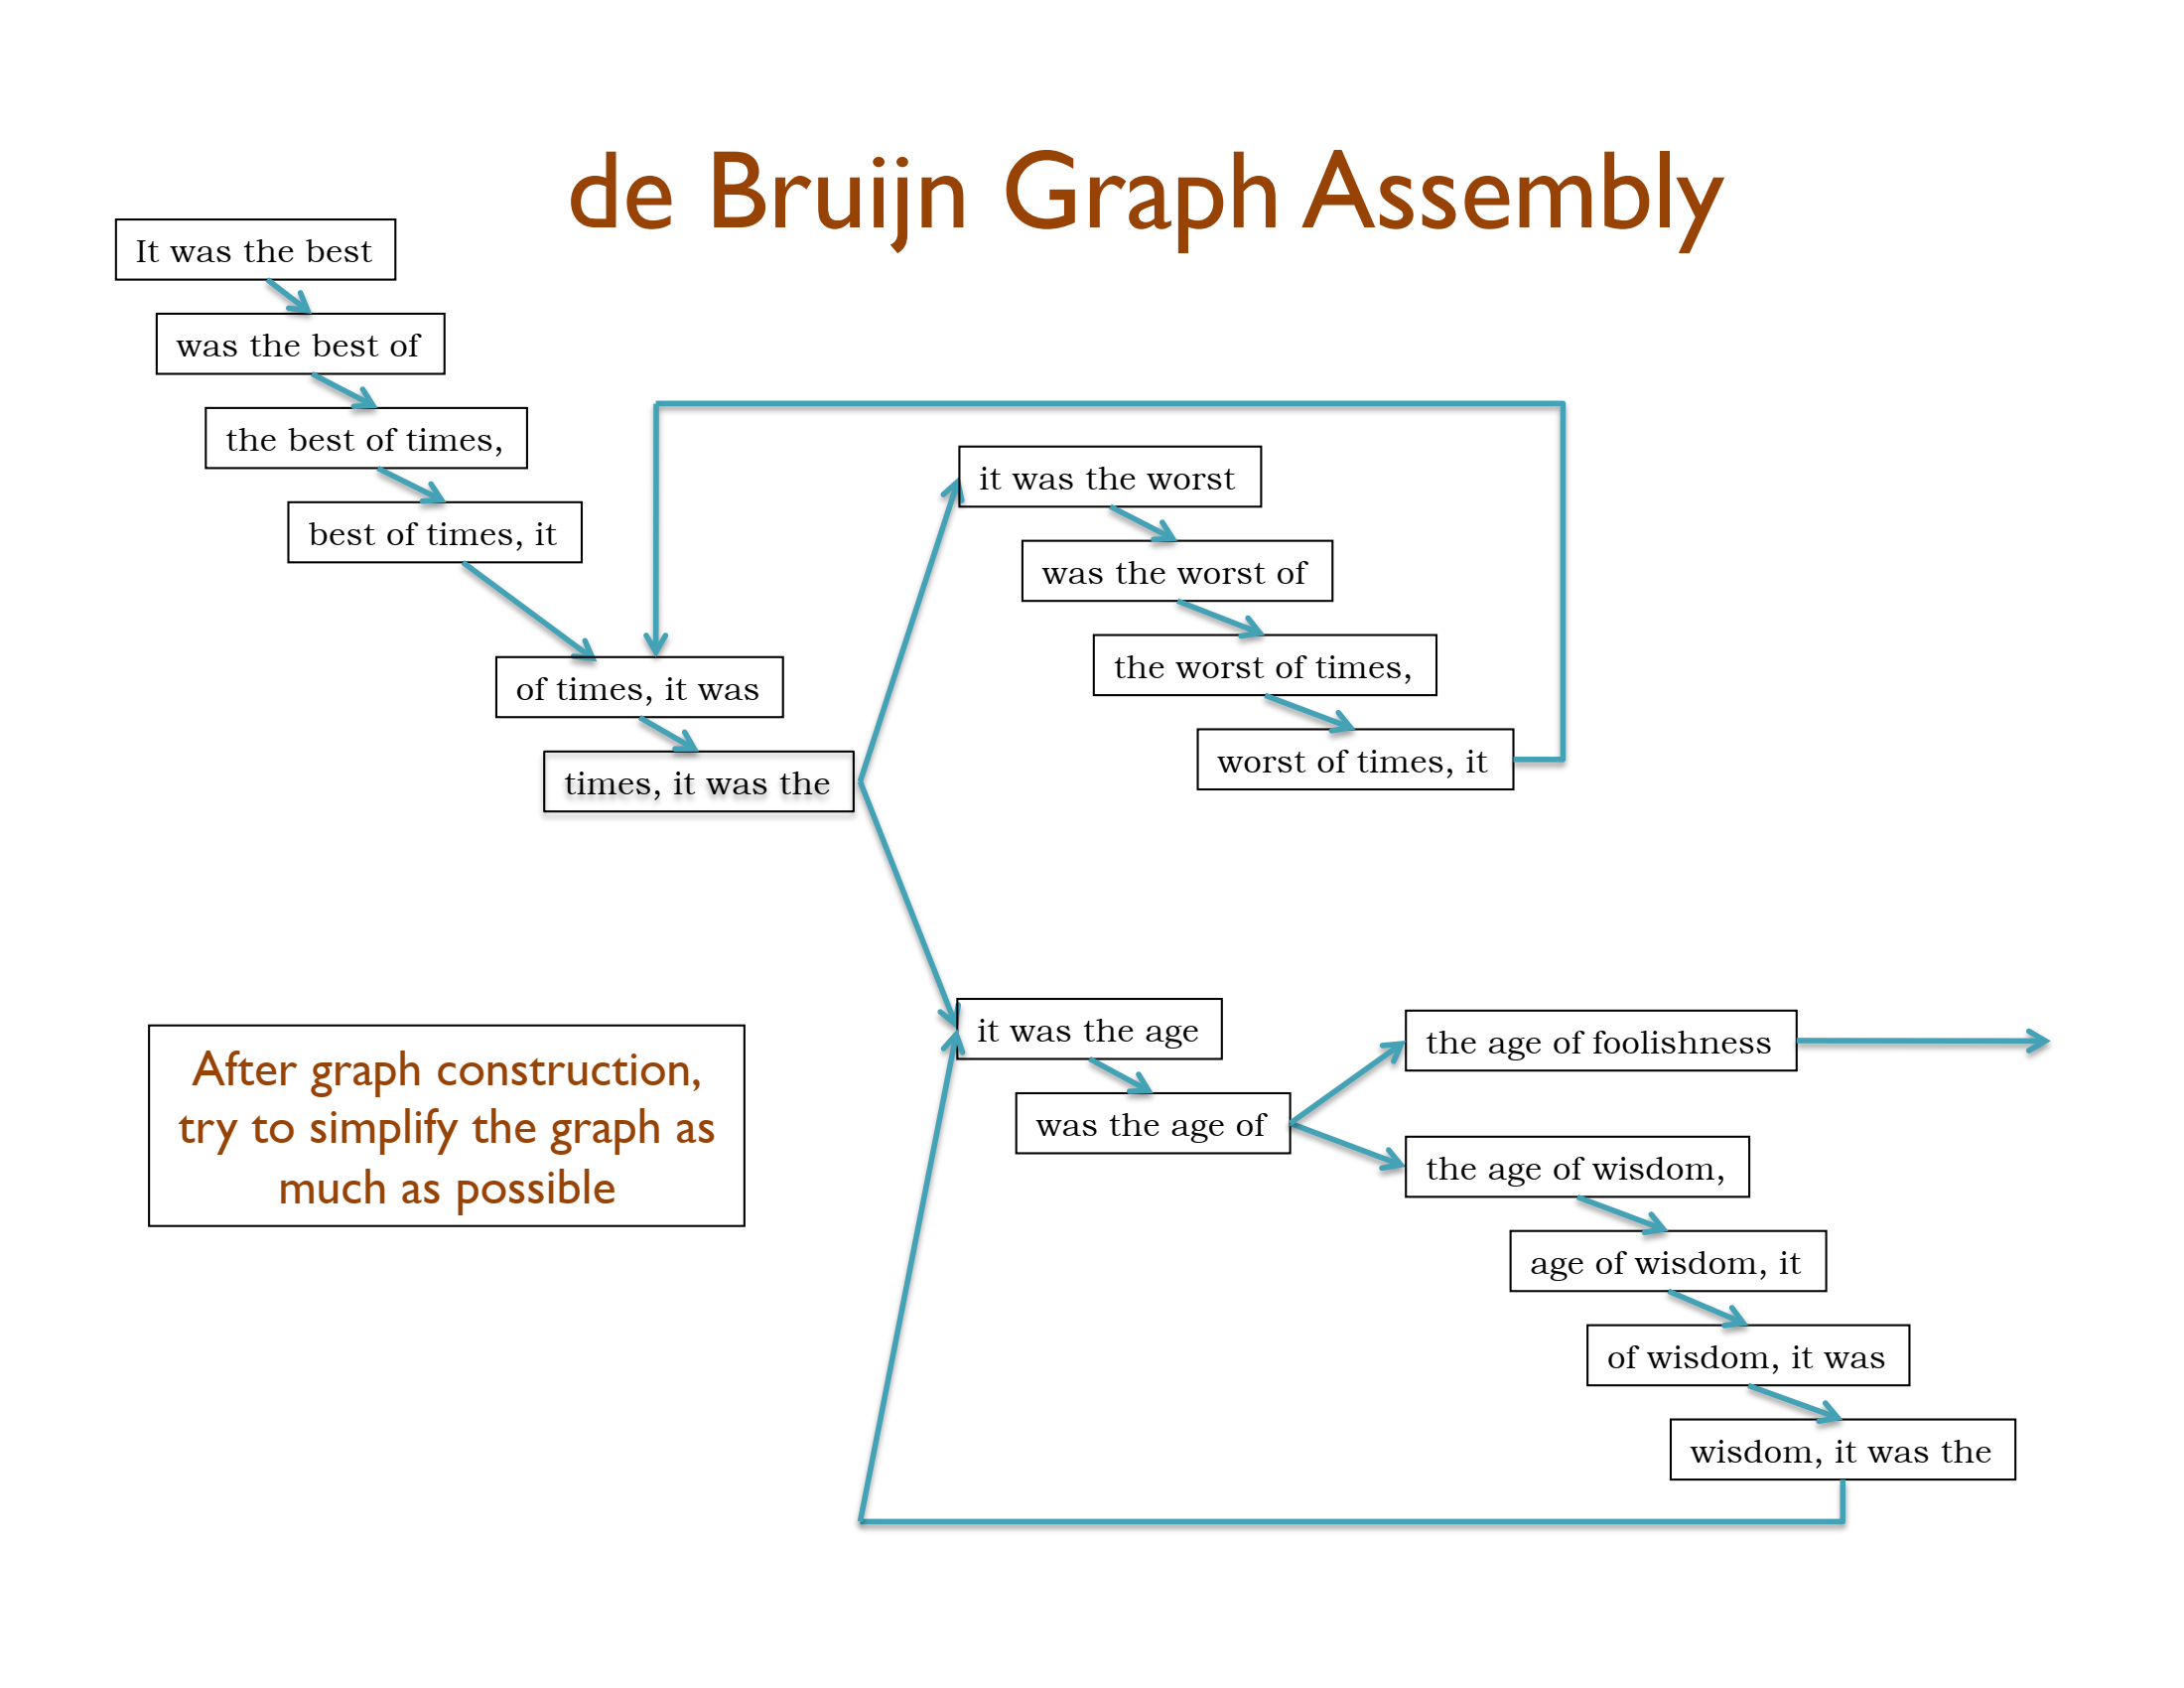 de Bruijn Graph Assembly
It was the best
was the best of
the best of times,
best of times, it
of times, it was
times, it was the
it was the worst
was the worst of
the worst of times,
worst of times, it
it was the age
was the age of
the age of foolishness
the age of wisdom,
age of wisdom, it
of wisdom, it was
wisdom, it was the
After graph construction,
try to simplify the graph as
much as possible